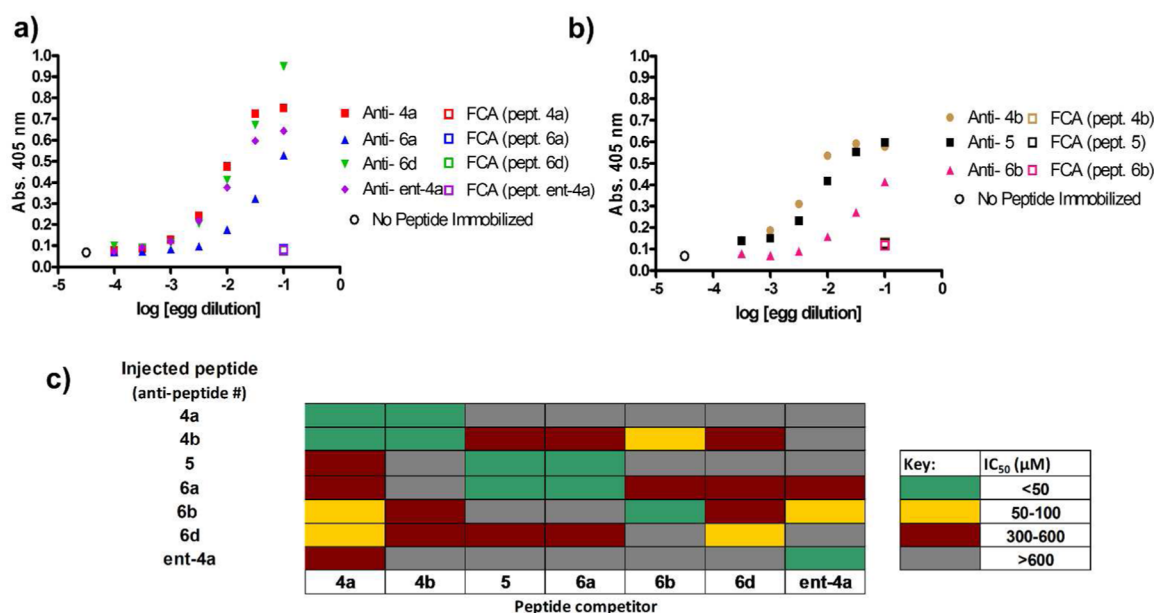 a)
Abs. 405 nm
1.0
0.9
0.8
0.7
0.6
0.5
0.4
0.3
0.2
0.1
0.0
-5 -4 -3 -2 -1 0
log [egg dilution]
Anti- 4a FCA (pept. 4a)
Anti- 6a FCA (pept. 6a)
Anti- 6d FCA (pept. 6d)
Anti- ent-4a FCA (pept. ent-4a)
No Peptide Immobilized
b)
Abs. 405 nm
1.0
0.9
0.8
0.7
0.6
0.5
0.4
0.3
0.2
0.1
0.0
-5 -4 -3 -2 -1 0
log [egg dilution]
Anti- 4b FCA (pept. 4b)
Anti- 5 FCA (pept. 5)
Anti- 6b FCA (pept. 6b)
No Peptide Immobilized
c)
Injected peptide
(anti-peptide #)
4a
4b
5
6a
6b
6d
ent-4a
4a 4b 5 6a 6b 6d ent-4a
Peptide competitor
Key: IC50 (µM)
<50
50-100
300-600
>600